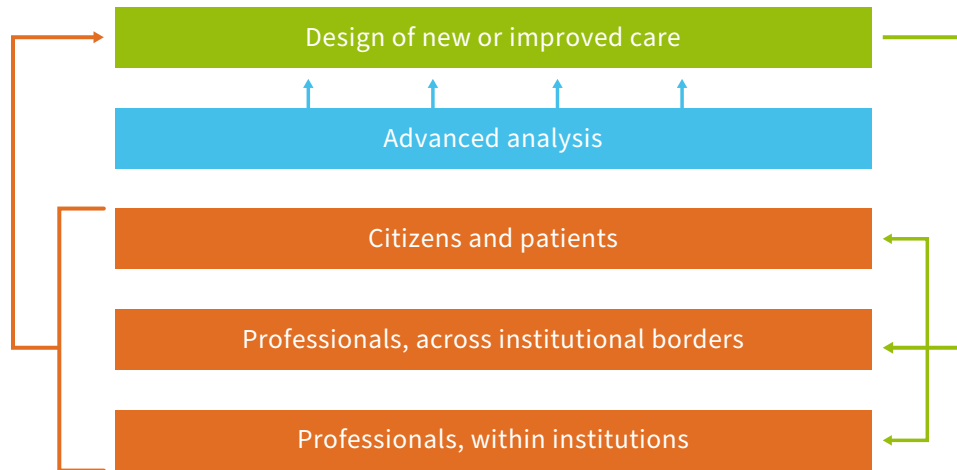 Design of new or improved care
Advanced analysis
Citizens and patients
Professionals, across institutional borders
Professionals, within institutions